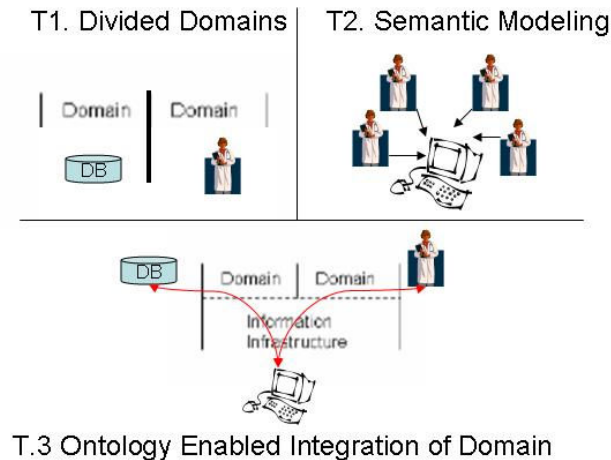 T1. Divided Domains
T2. Semantic Modeling
Domain
Domain
DB
DB
Domain
Domain
Information
Infrastructure
T.3 Ontology Enabled Integration of Domain